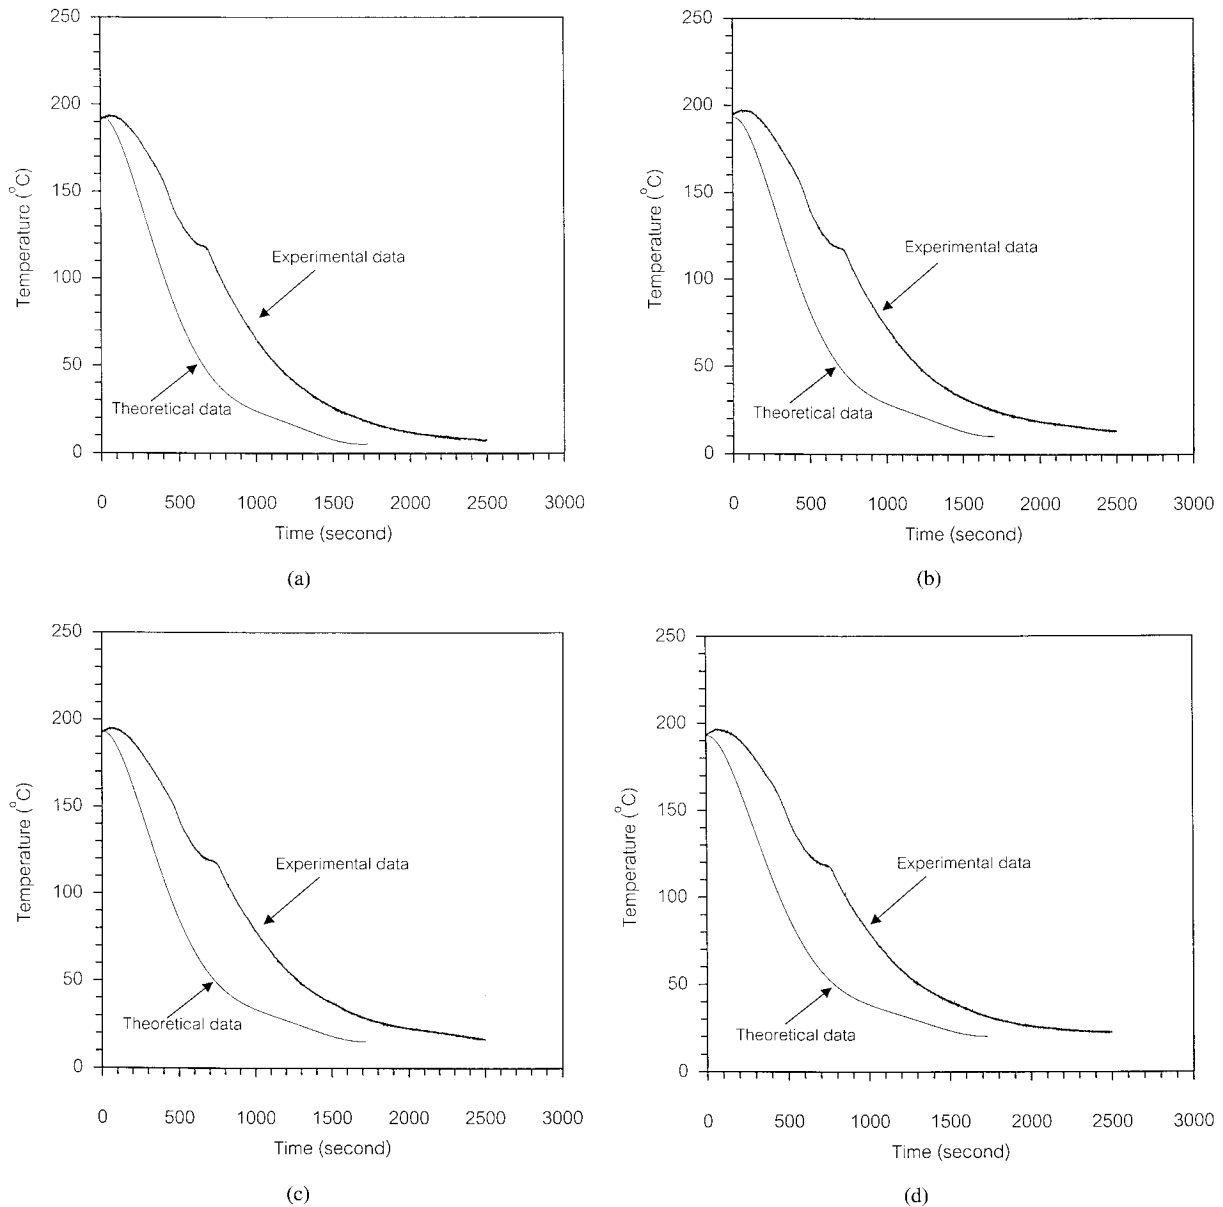 250
200
150
100
50
0
Temperature (°C)
Experimental data
Theoretical data
0 500 1000 1500 2000 2500 3000
Time (second)
(a)
250
200
150
100
50
0
Temperature (°C)
Experimental data
Theoretical data
0 500 1000 1500 2000 2500 3000
Time (second)
(b)
250
200
150
100
50
0
Temperature (°C)
Experimental data
Theoretical data
0 500 1000 1500 2000 2500 3000
Time (second)
(c)
250
200
150
100
50
0
Temperature (°C)
Experimental data
Theoretical data
0 500 1000 1500 2000 2500 3000
Time (second)
(d)